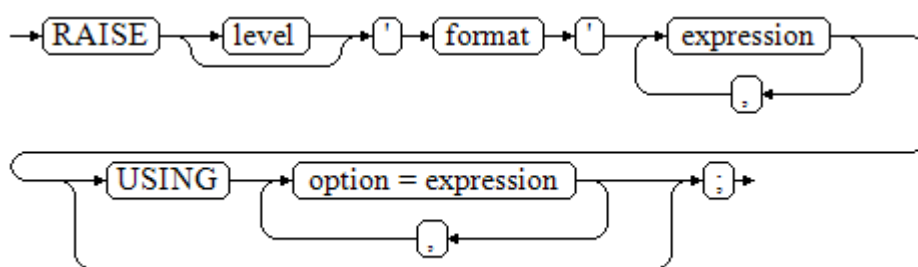 RAISE level ' format ' expression
,
USING option = expression ;
,